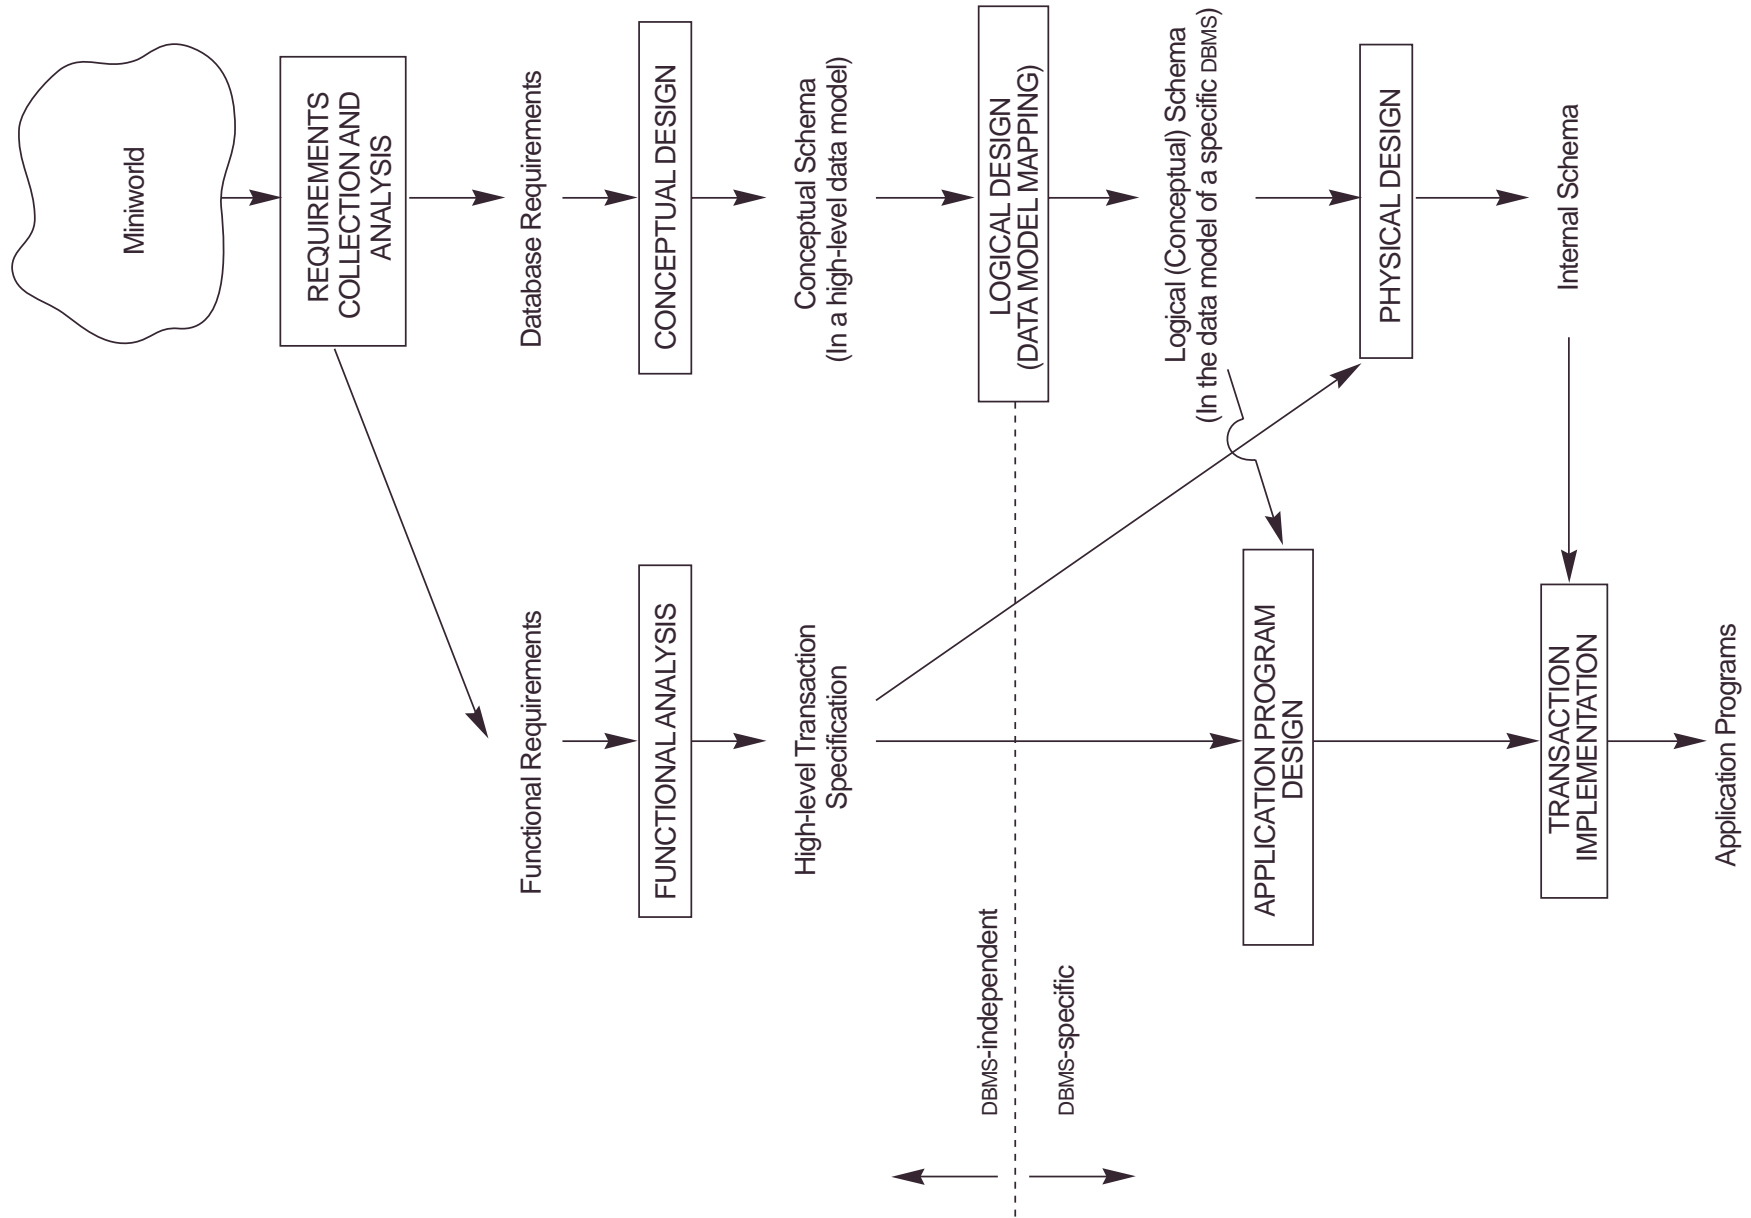 Miniworld
REQUIREMENTS
COLLECTION AND
ANALYSIS
Functional Requirements
Database Requirements
FUNCTIONAL ANALYSIS
CONCEPTUAL DESIGN
High-level Transaction
Specification
Conceptual Schema
(In a high-level data model)
DBMS-independent
LOGICAL DESIGN
(DATA MODEL MAPPING)
DBMS-specific
Logical (Conceptual) Schema
(In the data model of a specific DBMS)
APPLICATION PROGRAM
DESIGN
PHYSICAL DESIGN
TRANSACTION
IMPLEMENTATION
Internal Schema
Application Programs